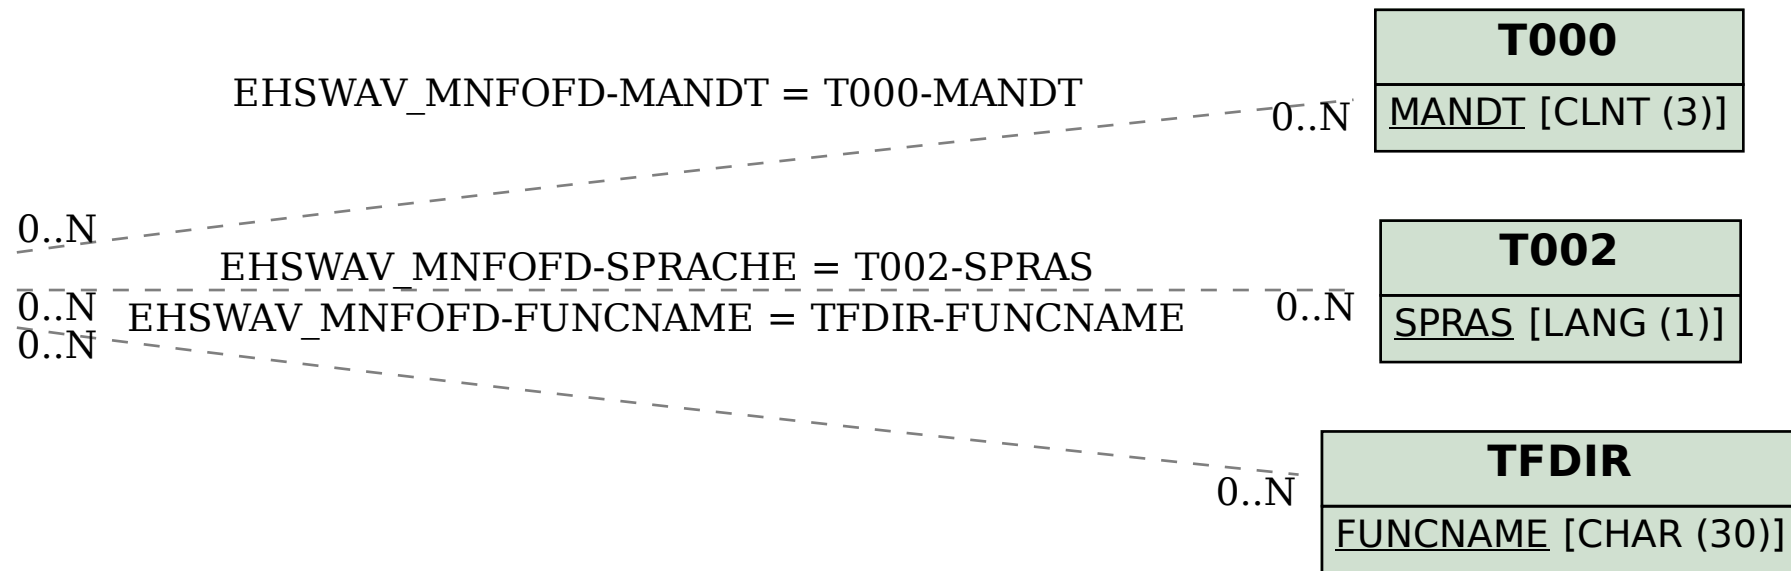 T000
EHSWAV_MNFOFD-MANDT = T000-MANDT
0..N
MANDT [CLNT (3)]
0..N
T002
EHSWAV_MNFOFD-SPRACHE = T002-SPRAS
0..N
0..N
SPRAS [LANG (1)]
EHSWAV_MNFOFD-FUNCNAME = TFDIR-FUNCNAME
0..N
TFDIR
0..N
FUNCNAME [CHAR (30)]